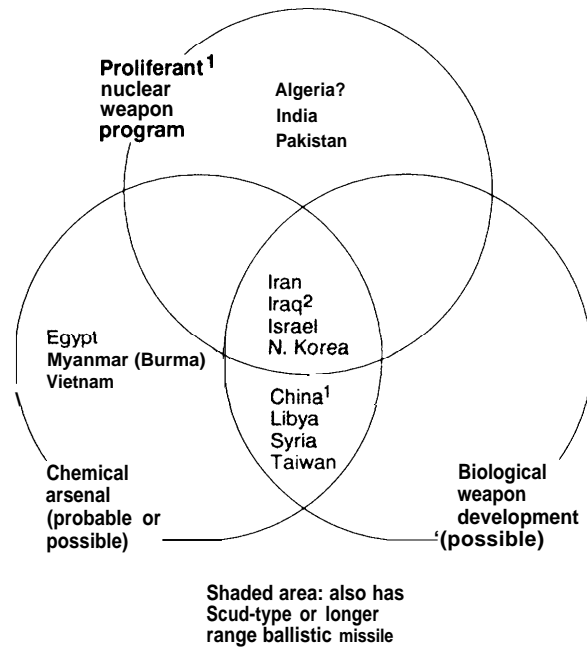 Proliferant¹
nuclear
weapon
program
Algeria?
India
Pakistan
Iran
Iraq²
Israel
N. Korea
Egypt
Myanmar (Burma)
Vietnam
China¹
Libya
Syria
Taiwan
Chemical
arsenal
(probable or
possible)
Biological
weapon
development
‘(possible)
Shaded area: also has
Scud-type or longer
range ballistic missile